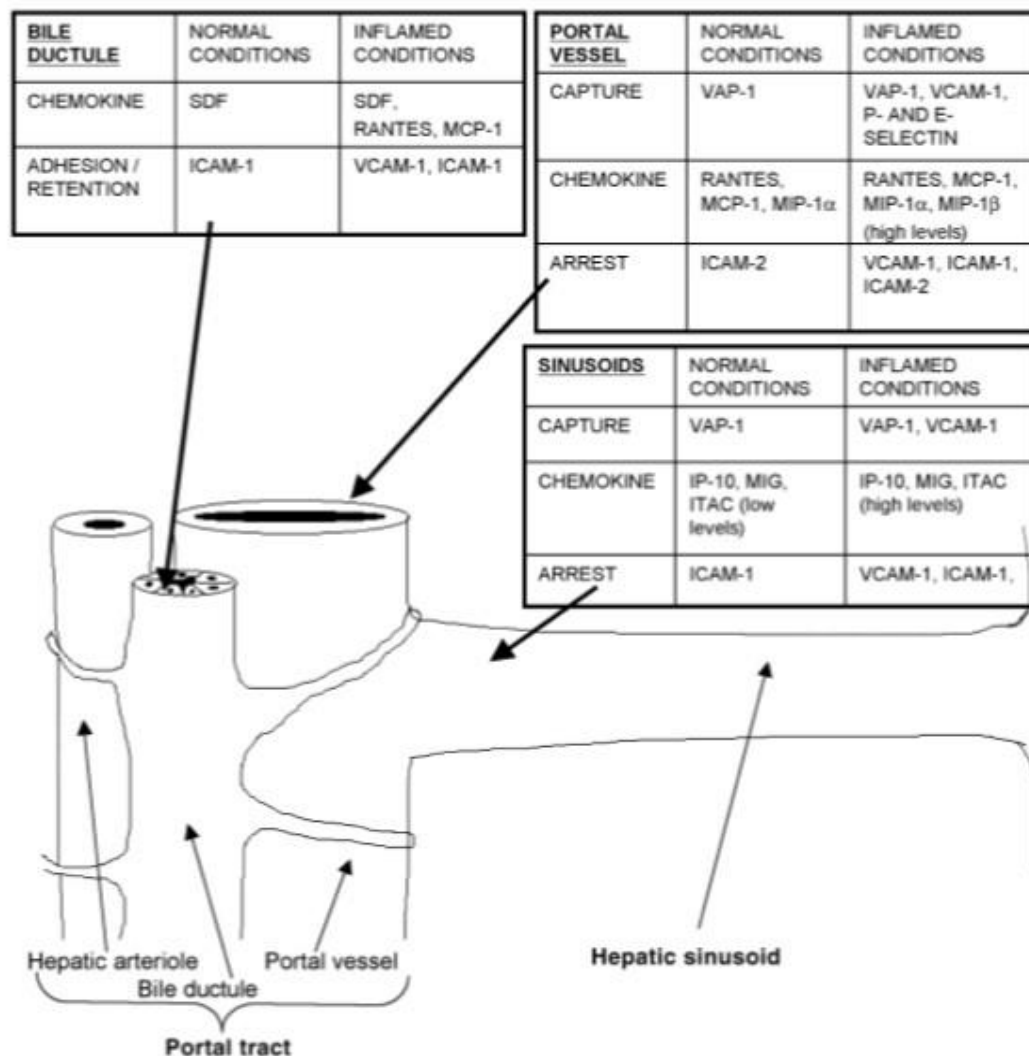 BILE DUCTULE
NORMAL CONDITIONS
INFLAMED CONDITIONS
CHEMOKINE
SDF
SDF,
RANTES, MCP-1
ADHESION /
RETENTION
ICAM-1
VCAM-1, ICAM-1
PORTAL
VESSEL
NORMAL
CONDITIONS
INFLAMED
CONDITIONS
CAPTURE
VAP-1
VAP-1, VCAM-1,
P- AND E-
SELECTIN
CHEMOKINE
RANTES,
MCP-1, MIP-1α
RANTES, MCP-1,
MIP-1α, MIP-1β
(high levels)
ARREST
ICAM-2
VCAM-1, ICAM-1,
ICAM-2
SINUSOIDS
NORMAL
CONDITIONS
INFLAMED
CONDITIONS
CAPTURE
VAP-1
VAP-1, VCAM-1
CHEMOKINE
IP-10, MIG,
ITAC (low
levels)
IP-10, MIG, ITAC
(high levels)
ARREST
ICAM-1
VCAM-1, ICAM-1,
Hepatic arteriole
Bile ductule
Portal vessel
Hepatic sinusoid
Portal tract